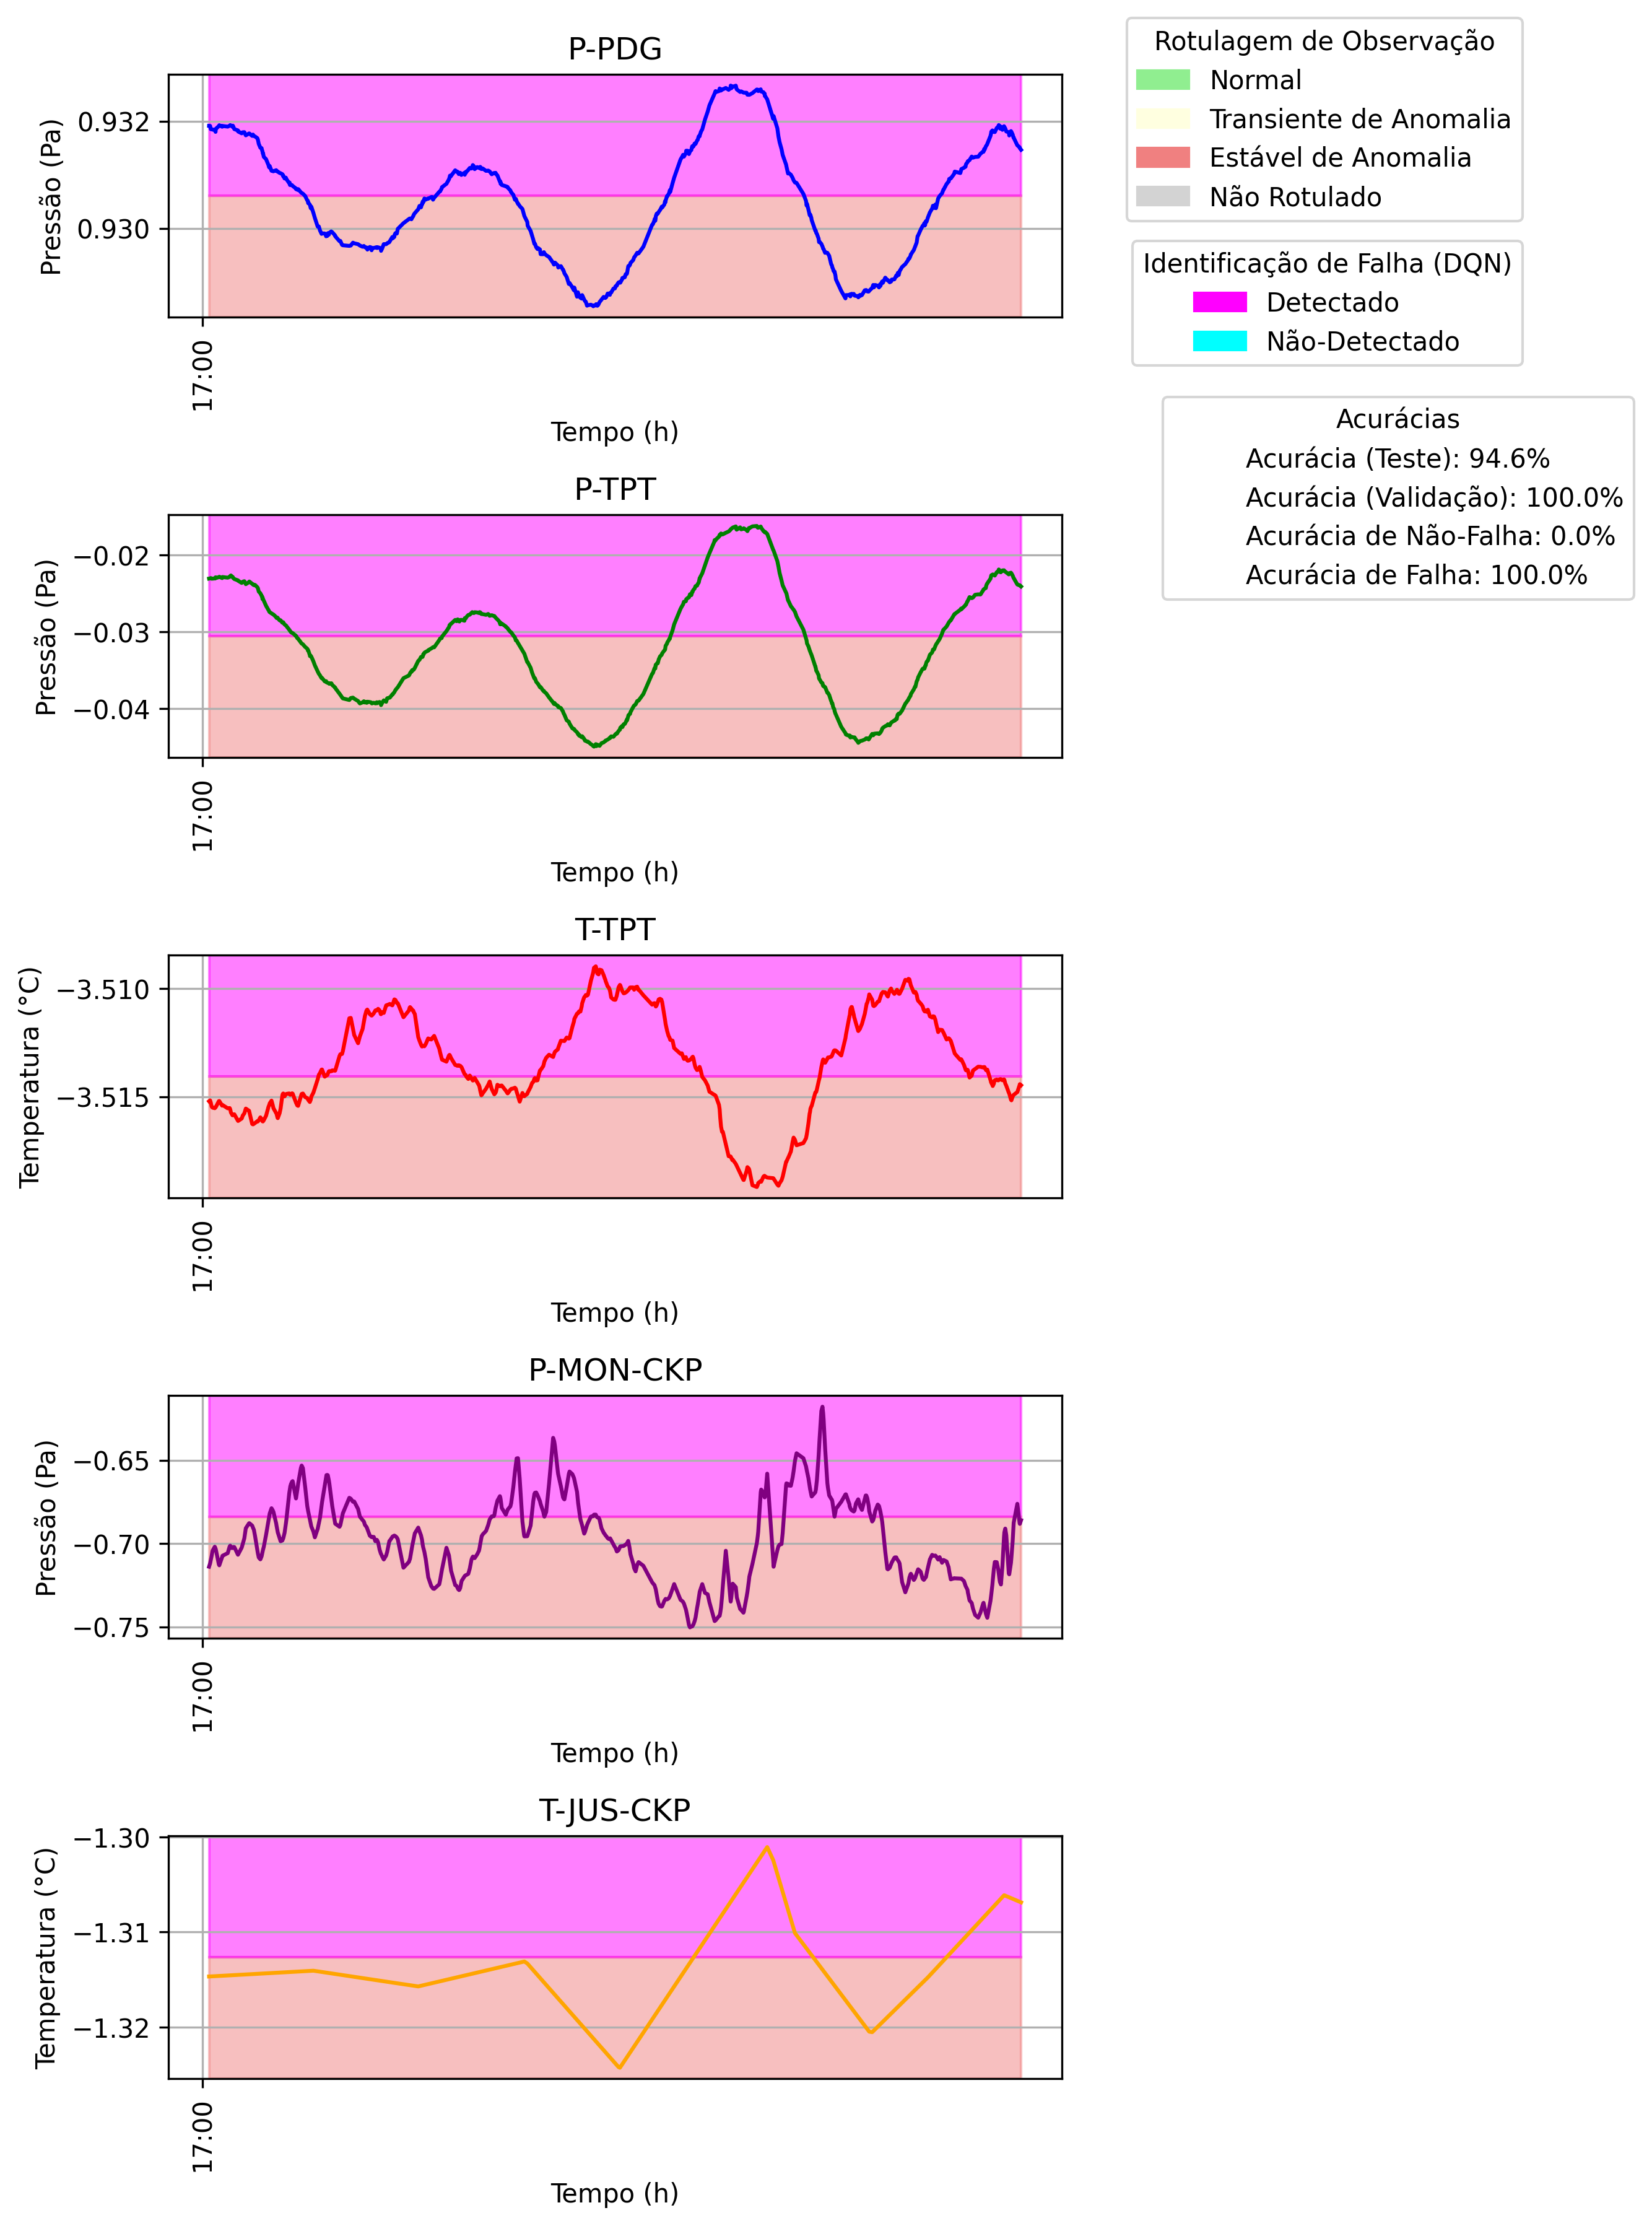 P-PDG
Pressão (Pa)
0.932
0.930
17:00
Tempo (h)
Rotulagem de Observação
Normal
Transiente de Anomalia
Estável de Anomalia
Não Rotulado
Identificação de Falha (DQN)
Detectado
Não-Detectado
Acurácias
Acurácia (Teste): 94.6%
Acurácia (Validação): 100.0%
Acurácia de Não-Falha: 0.0%
Acurácia de Falha: 100.0%
P-TPT
Pressão (Pa)
−0.02
−0.03
−0.04
17:00
Tempo (h)
T-TPT
Temperatura (°C)
−3.510
−3.515
17:00
Tempo (h)
P-MON-CKP
Pressão (Pa)
−0.65
−0.70
−0.75
17:00
Tempo (h)
T-JUS-CKP
Temperatura (°C)
−1.30
−1.31
−1.32
17:00
Tempo (h)